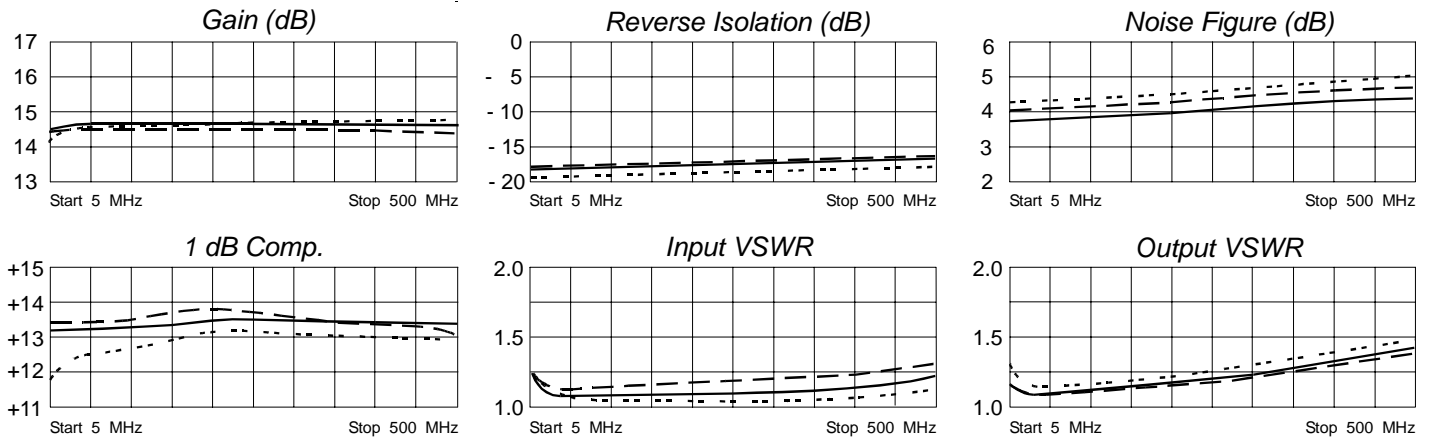 Gain (dB)
17
16
15
14
13
Start 5 MHz
Stop 500 MHz
Reverse Isolation (dB)
0
- 5
- 10
- 15
- 20
Start 5 MHz
Stop 500 MHz
Noise Figure (dB)
6
5
4
3
2
Start 5 MHz
Stop 500 MHz
1 dB Comp.
+15
+14
+13
+12
+11
Start 5 MHz
Stop 500 MHz
Input VSWR
2.0
1.5
1.0
Start 5 MHz
Stop 500 MHz
Output VSWR
2.0
1.5
1.0
Start 5 MHz
Stop 500 MHz